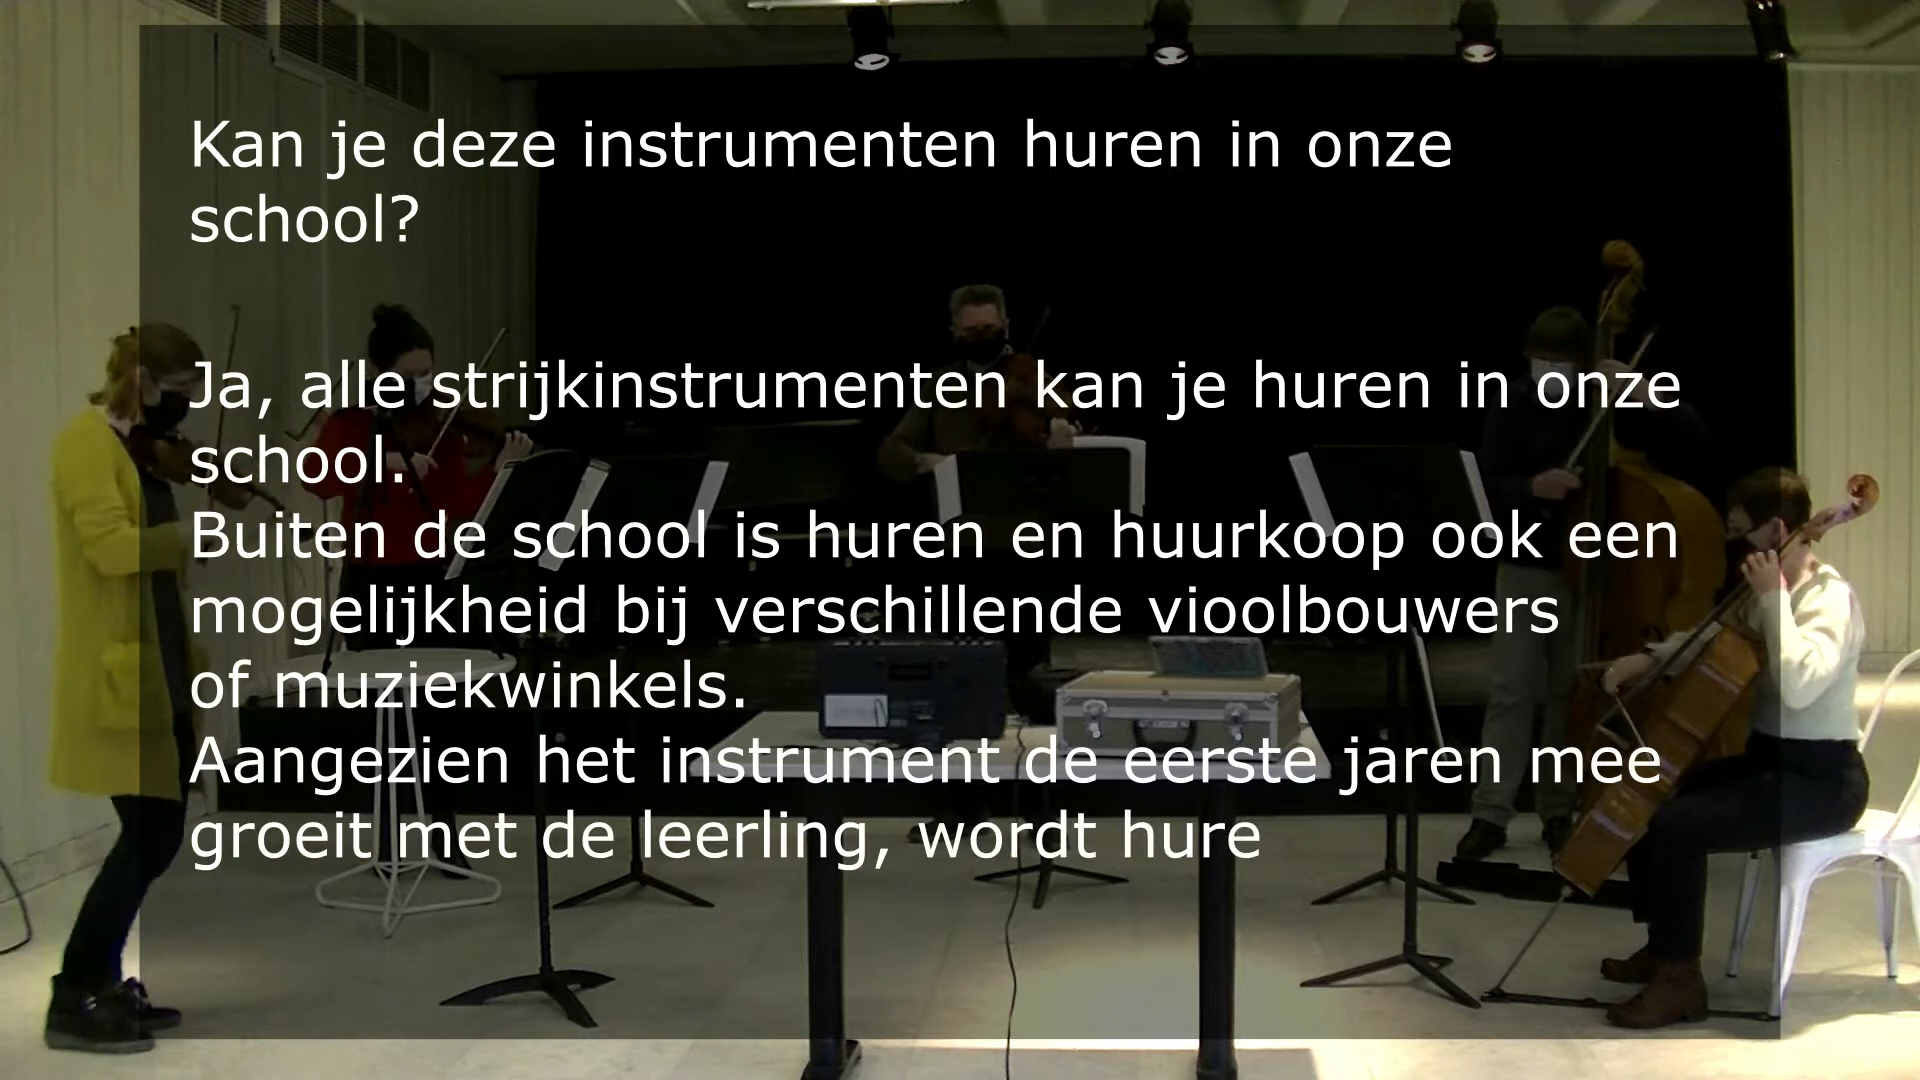 Kan je deze instrumenten huren in onze
school?
Ja, alle strijkinstrumenten kan je huren in onze
school.
Buiten de school is huren en huurkoop ook een
mogelijkheid bij verschillende vioolbouwers
of muziekwinkels.
Aangezien het instrument de eerste jaren mee
groeit met de leerling, wordt hure